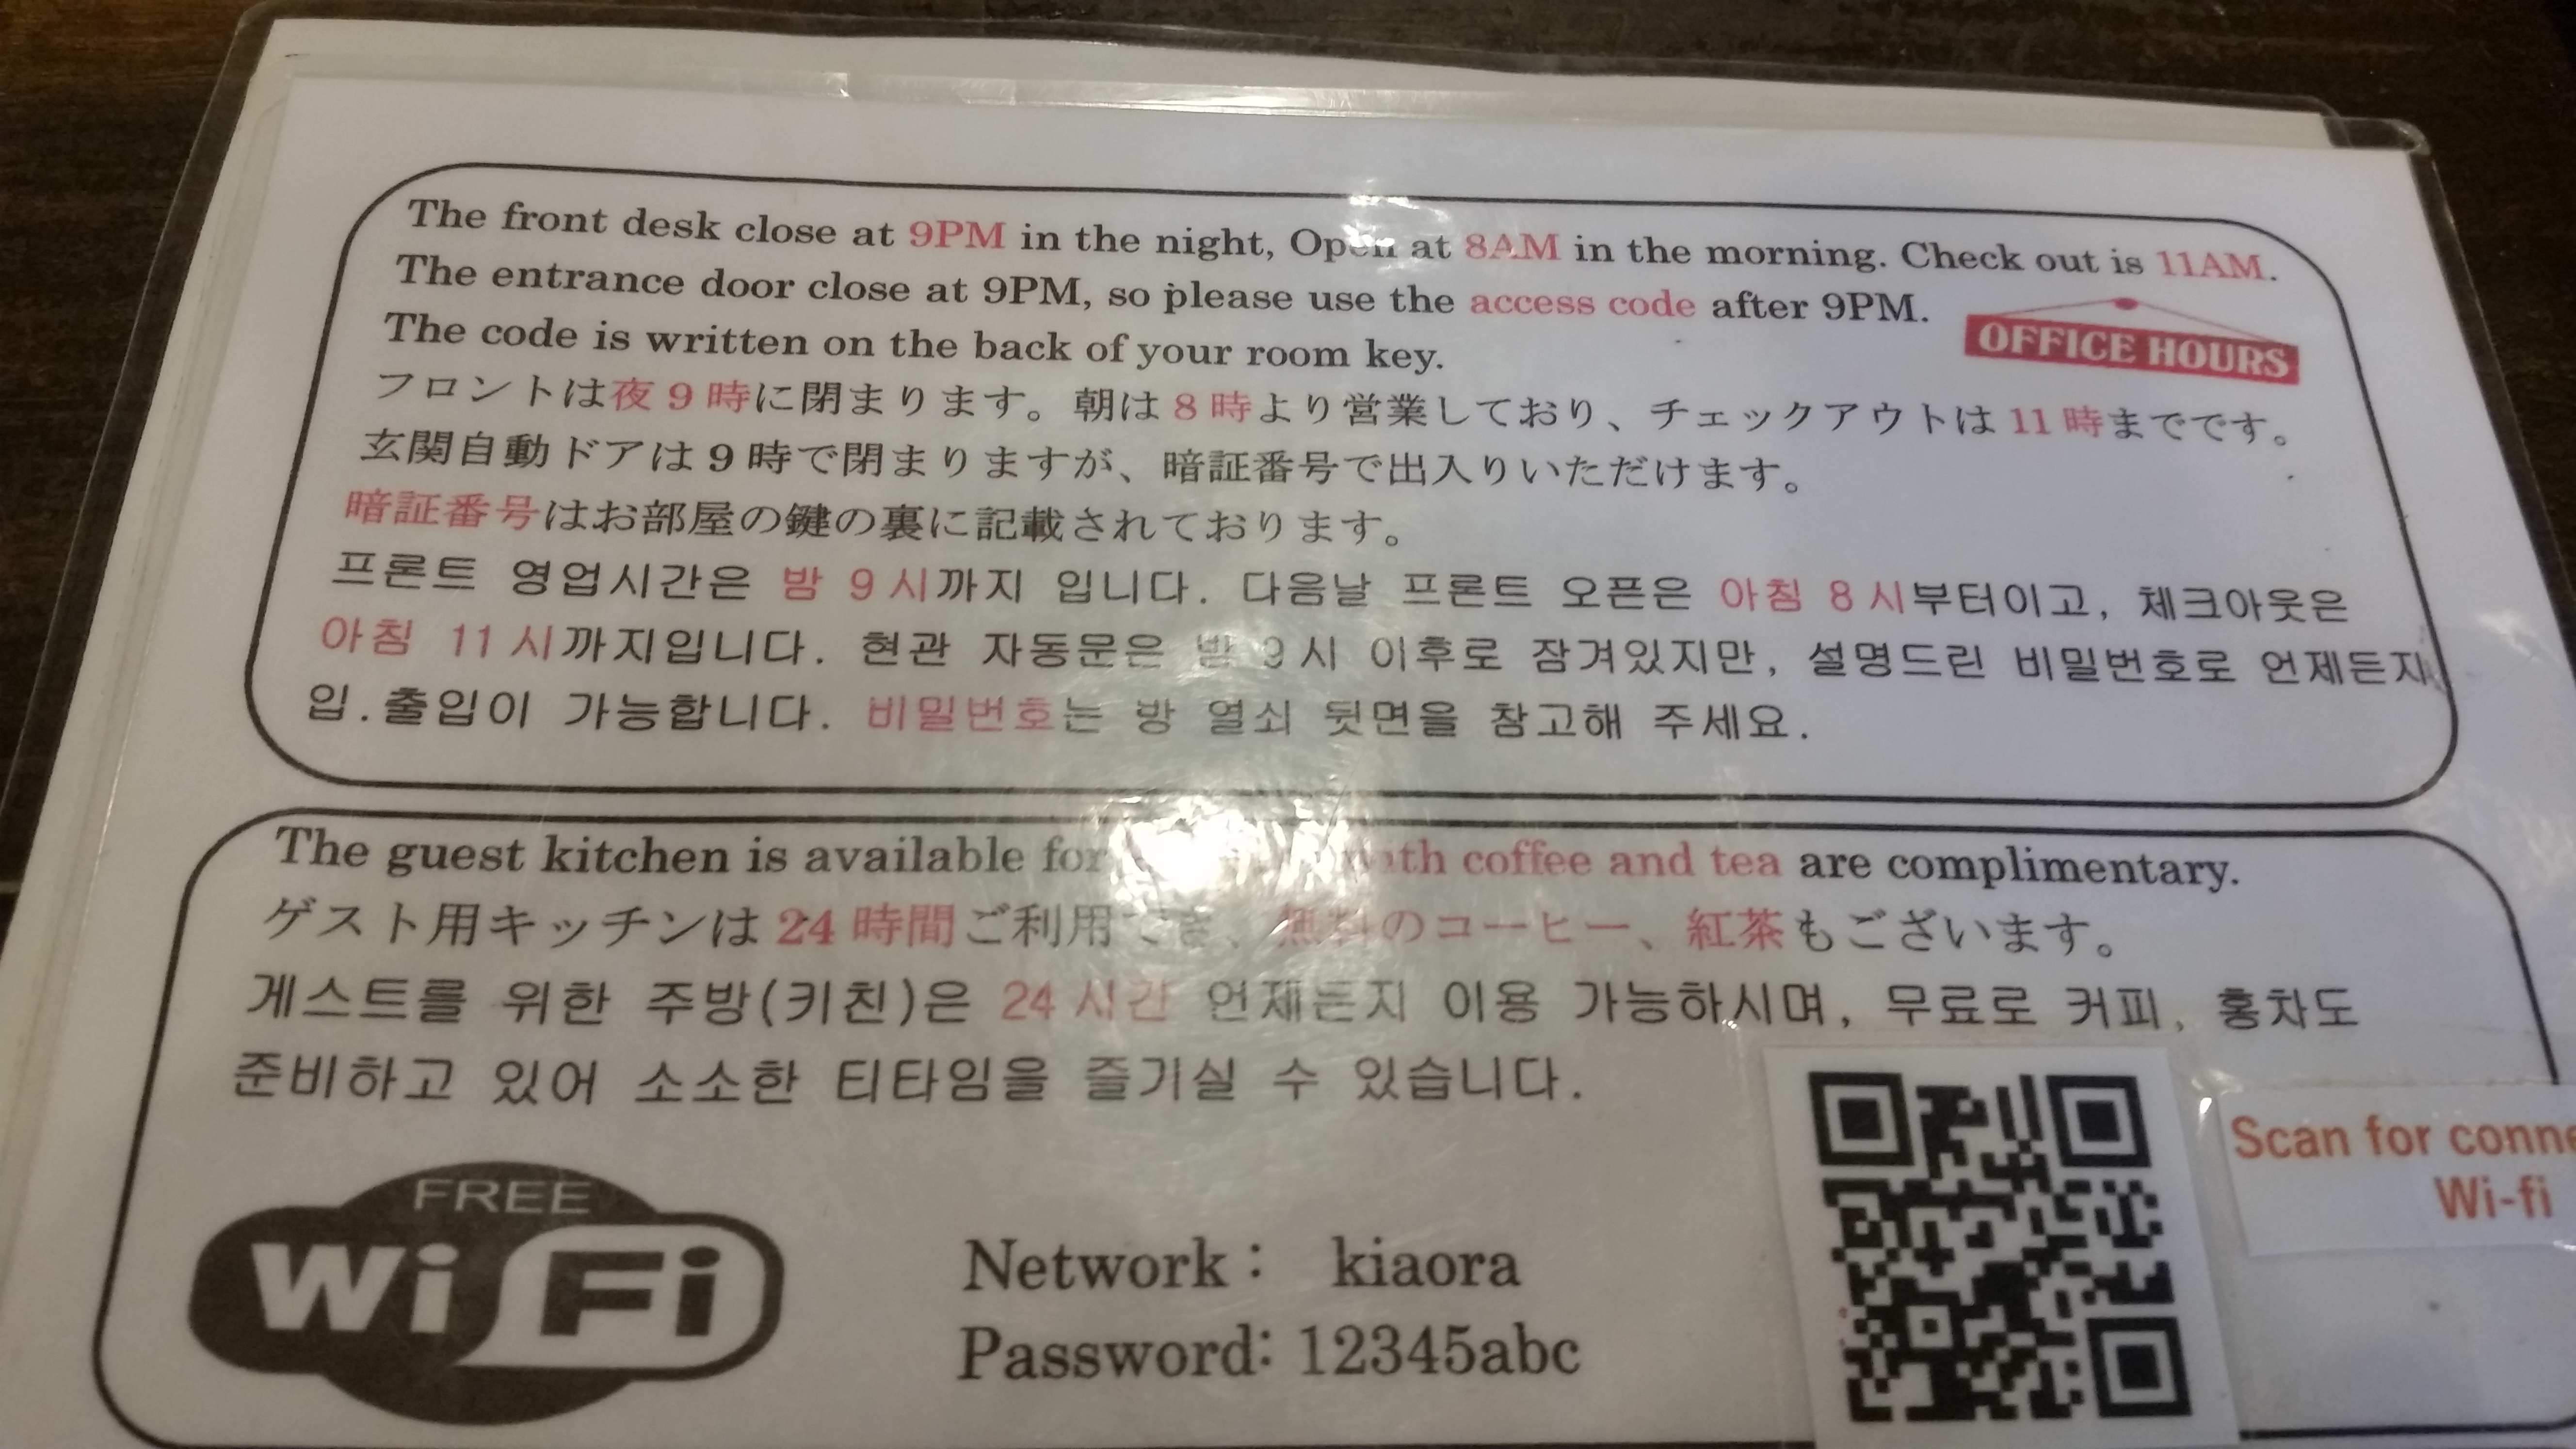 The front desk close at 9PM in the night, Open at 8AM in the morning. Check out is 11AM.
The entrance door close at 9PM, so please use the access code after 9PM.
The code is written on the back of your room key.
OFFICE HOURS
フロントは夜9時に閉まります。朝は8時より営業しており、チェックアウトは11時までです。
玄関自動ドアは9時で閉まりますが、暗証番号で出入りいただけます。
暗証番号はお部屋の鍵の裏に記載されております。
프론트 영업시간은 밤 9시까지 입니다. 다음날 프론트 오픈은 아침 8시부터이고, 체크아웃은
아침 11시까지입니다. 현관 자동문은 밤 9시 이후로 잠겨있지만, 설명드린 비밀번호로 언제든지
입.출입이 가능합니다. 비밀번호는 방 열쇠 뒷면을 참고해 주세요.
The guest kitchen is available for with coffee and tea are complimentary.
ゲスト用キッチンは24時間ご利用でき、無料のコーヒー、紅茶もございます。
게스트를 위한 주방(키친)은 24시간 언제든지 이용 가능하시며, 무료로 커피, 홍차도
준비하고 있어 소소한 티타임을 즐기실 수 있습니다.
FREE
Wi Fi
Network: kiaora
Password: 12345abc
Scan for
Wi-fi